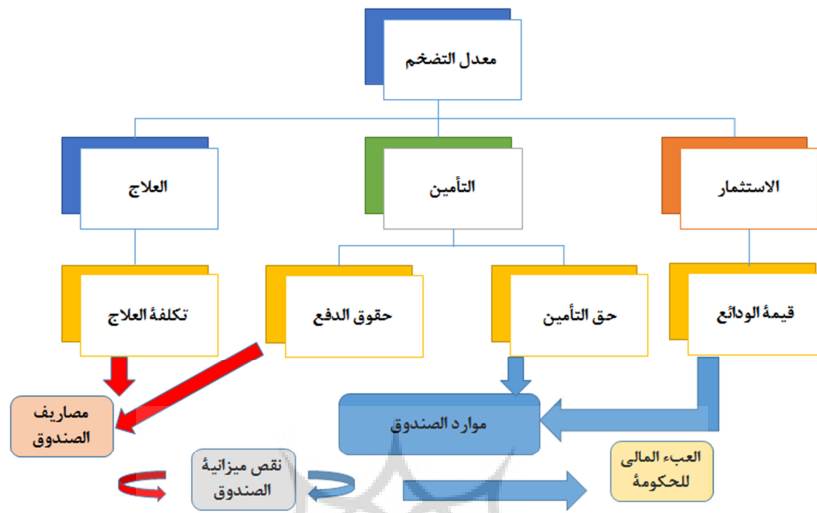 معدل التضخم
الاستثمار
التأمين
العلاج
قيمة الودائع
حق التأمين
حقوق الدفع
تكلفة العلاج
موارد الصندوق
مصاريف
الصندوق
العبء المالى
للحكومة
نقص ميزانية
الصندوق